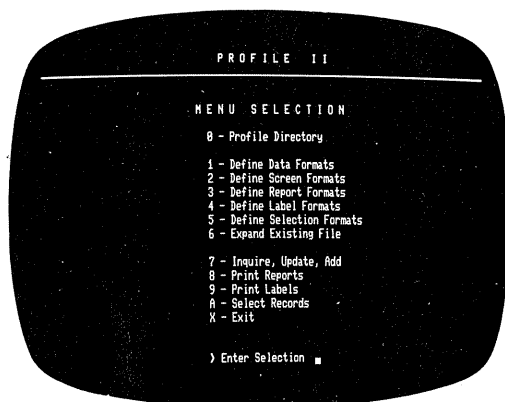 PROFILE II
MENU SELECTION
0 - Profile Directory
1 - Define Data Formats
2 - Define Screen Formats
3 - Define Report Formats
4 - Define Label Formats
5 - Define Selection Formats
6 - Expand Existing File
7 - Inquire, Update, Add
8 - Print Reports
9 - Print Labels
A - Select Records
X - Exit
> Enter Selection